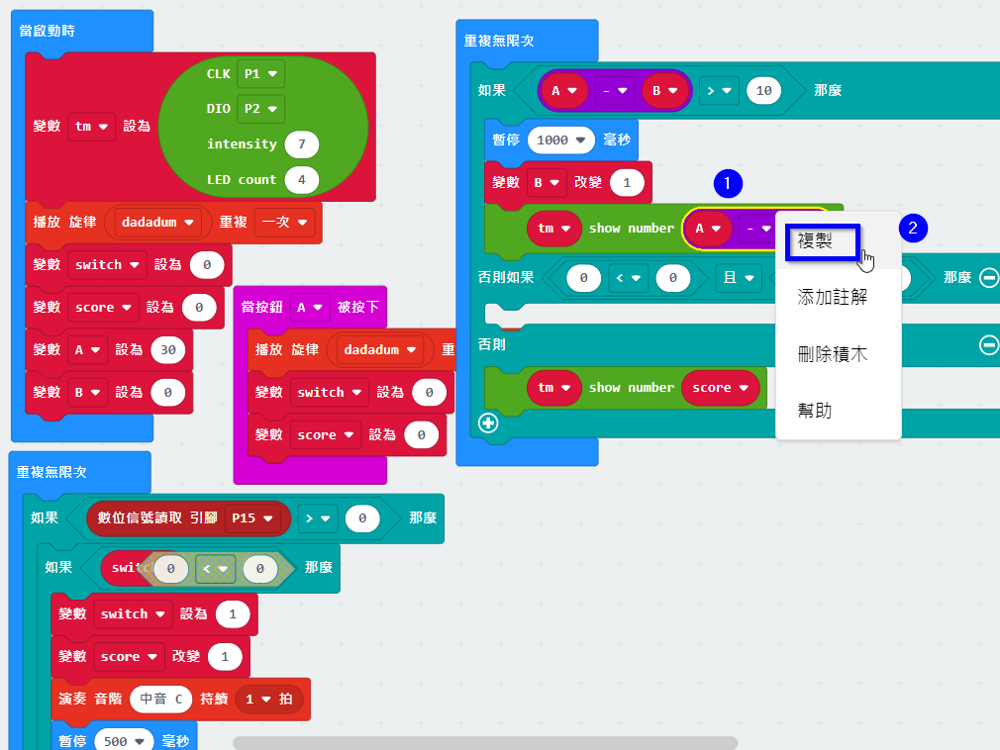 當啟動時
變數 tm 設為
CLK P1
DIO P2
intensity 7
LED count 4
播放 旋律 dadadum 重複 一次
變數 switch 設為 0
變數 score 設為 0
變數 A 設為 30
變數 B 設為 0
當按鈕 A 被按下
播放 旋律 dadadum 重
變數 switch 設為 0
變數 score 設為 0
重複無限次
如果 A - B > 10 那麼
暫停 1000 毫秒
變數 B 改變 1
tm show number A -
否則如果 0 < 0 且 那麼
否則
tm show number score
1
2
複製
添加註解
刪除積木
幫助
重複無限次
如果 數位信號讀取 引腳 P15 > 0 那麼
如果 switc 0 < 0 那麼
變數 switch 設為 1
變數 score 改變 1
演奏 音階 中音 C 持續 1 拍
暫停 500 毫秒